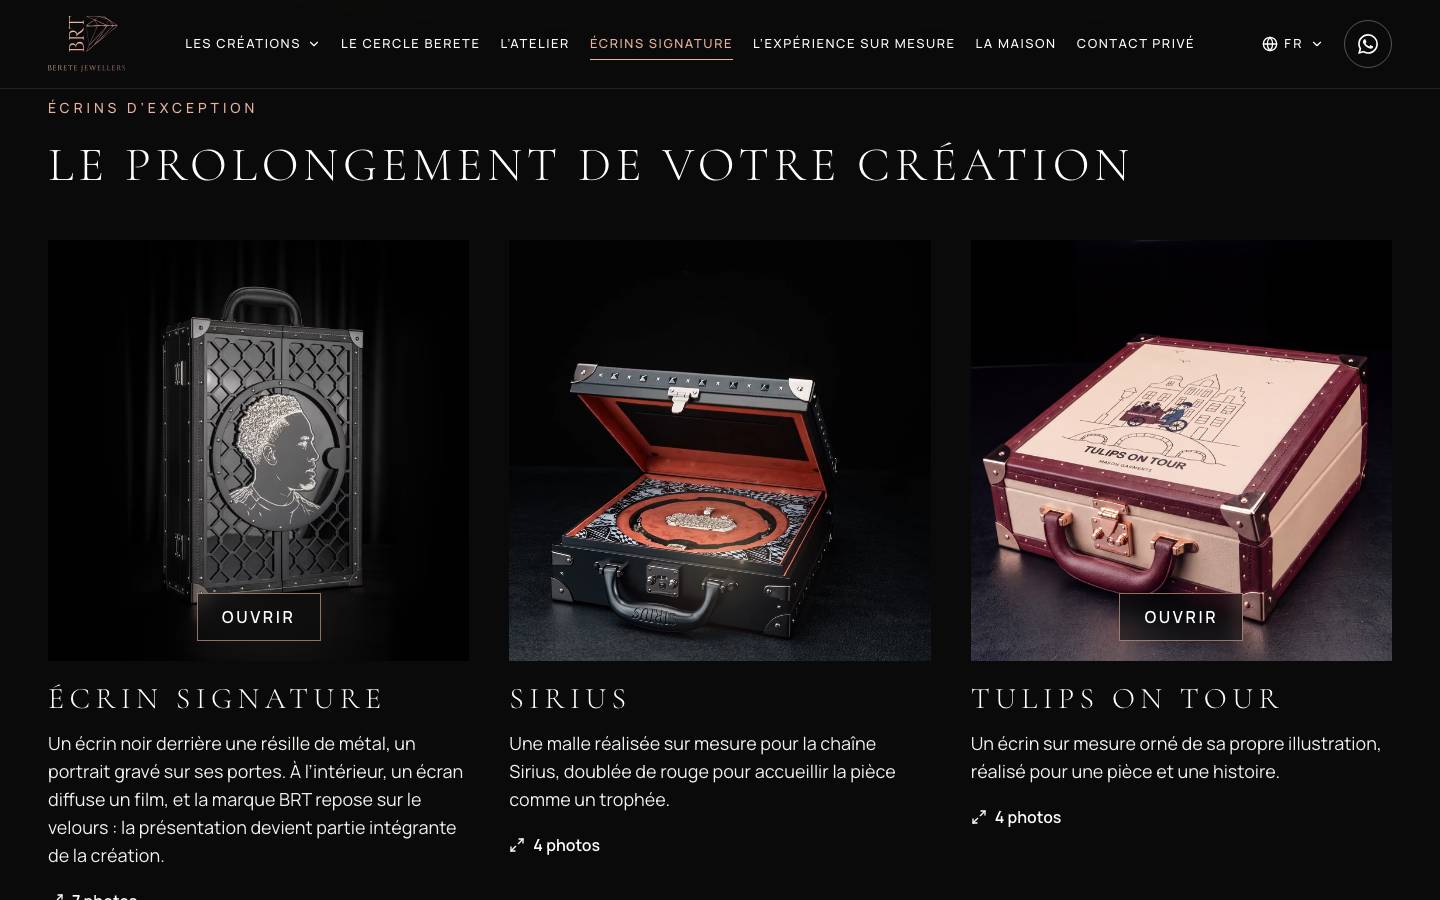 BRT
BERETE JEWELLERS
LES CRÉATIONS
LE CERCLE BERETE
L'ATELIER
ÉCRINS SIGNATURE
L'EXPÉRIENCE SUR MESURE
LA MAISON
CONTACT PRIVÉ
FR
ÉCRINS D'EXCEPTION
LE PROLONGEMENT DE VOTRE CRÉATION
OUVRIR
SIRIUS
TULIPS ON TOUR
MAISON GARMENTS
OUVRIR
ÉCRIN SIGNATURE
Un écrin noir derrière une résille de métal, un
portrait gravé sur ses portes. À l'intérieur, un écran
diffuse un film, et la marque BRT repose sur le
velours : la présentation devient partie intégrante
de la création.
7 photos
SIRIUS
Une malle réalisée sur mesure pour la chaîne
Sirius, doublée de rouge pour accueillir la pièce
comme un trophée.
4 photos
TULIPS ON TOUR
Un écrin sur mesure orné de sa propre illustration,
réalisé pour une pièce et une histoire.
4 photos